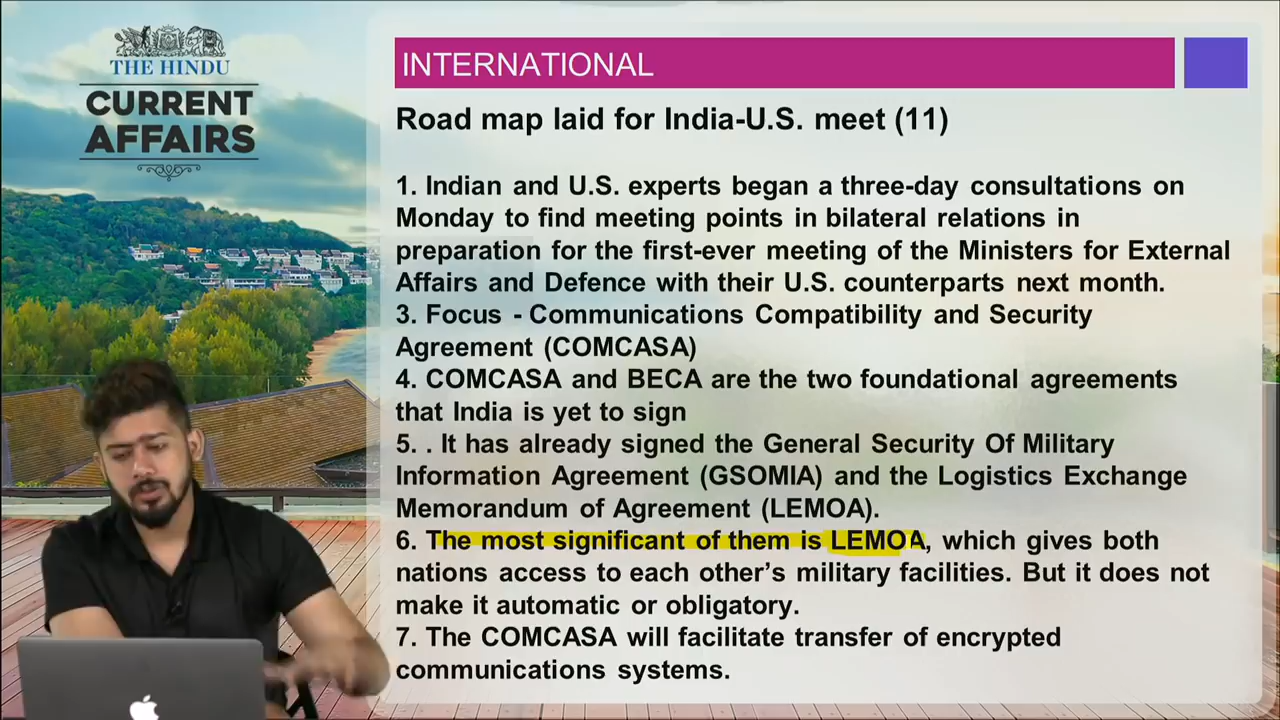 THE HINDU
CURRENT
AFFAIRS
INTERNATIONAL
Road map laid for India-U.S. meet (11)
1. Indian and U.S. experts began a three-day consultations on
Monday to find meeting points in bilateral relations in
preparation for the first-ever meeting of the Ministers for External
Affairs and Defence with their U.S. counterparts next month.
3. Focus - Communications Compatibility and Security
Agreement (COMCASA)
4. COMCASA and BECA are the two foundational agreements
that India is yet to sign
5. . It has already signed the General Security Of Military
Information Agreement (GSOMIA) and the Logistics Exchange
Memorandum of Agreement (LEMOA).
6. The most significant of them is LEMOA, which gives both
nations access to each other's military facilities. But it does not
make it automatic or obligatory.
7. The COMCASA will facilitate transfer of encrypted
communications systems.